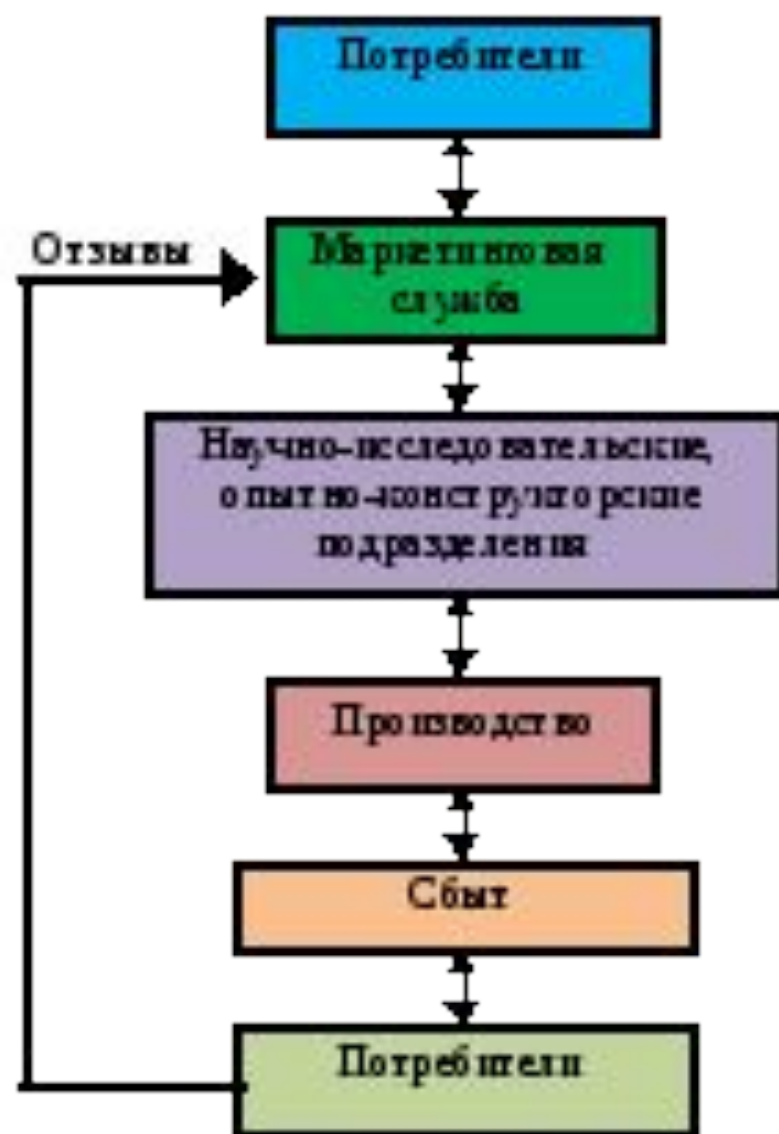 Потребители
Отзывы
Маркетинговая
служба
Научно-исследовательские,
опытно-конструкторские
подразделения
Производство
Сбыт
Потребители